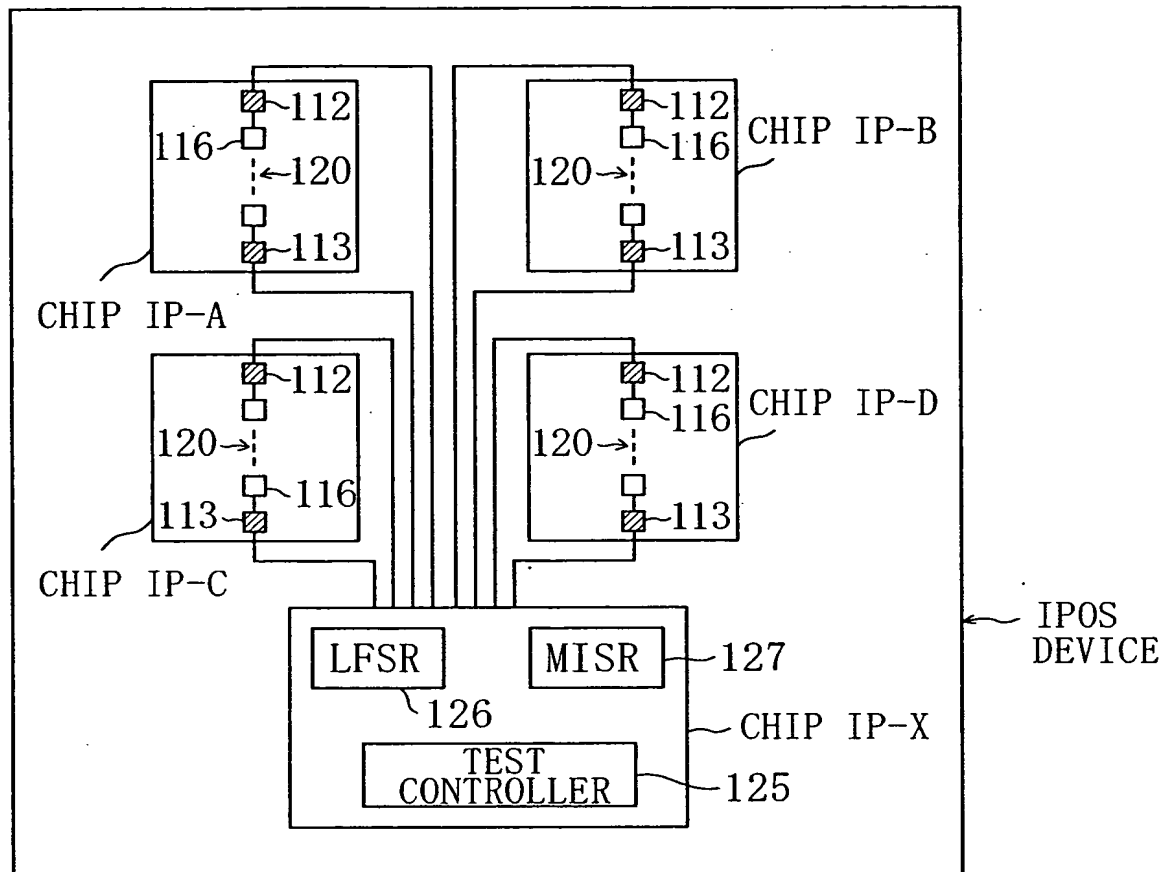 112
116
120
113
CHIP IP-A
112
116
CHIP IP-B
120
113
112
120
116
113
CHIP IP-C
112
116
CHIP IP-D
120
113
LFSR
126
MISR
127
CHIP IP-X
TEST
CONTROLLER
125
IPOS
DEVICE